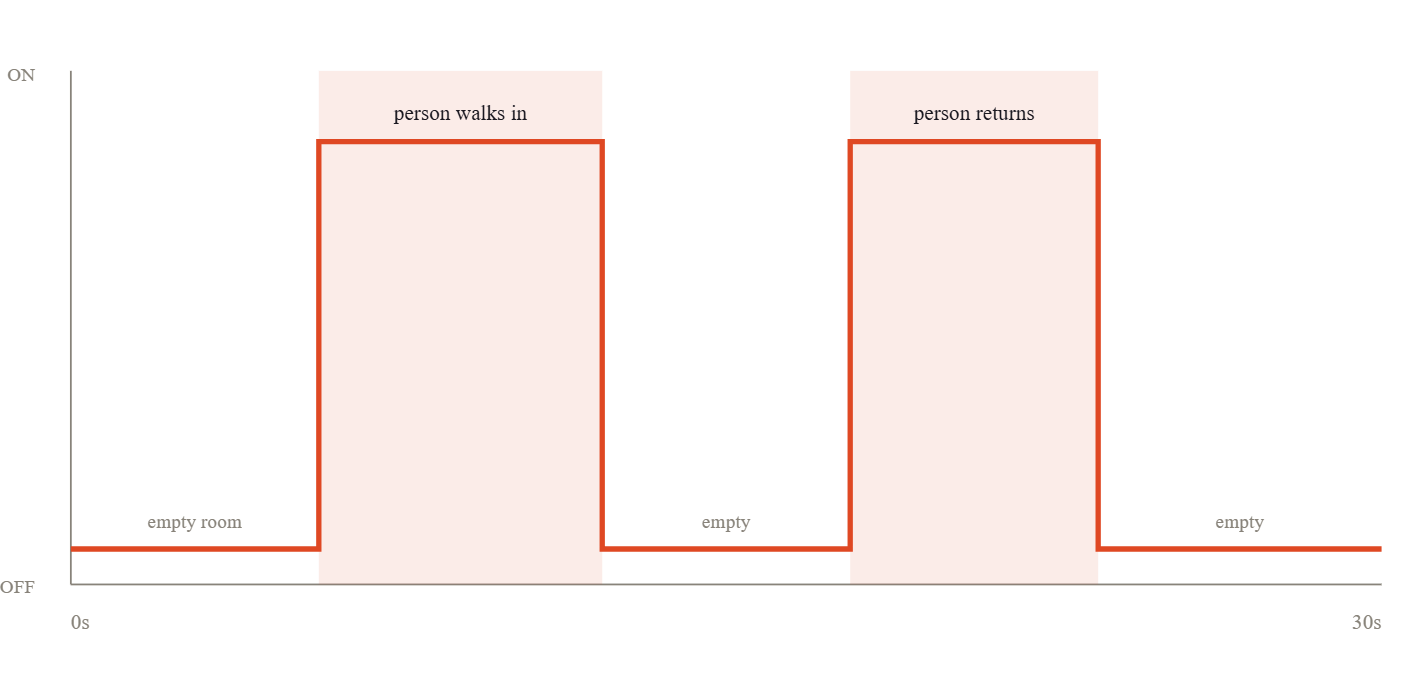 ON
person walks in
person returns
empty room
empty
empty
OFF
0s
30s